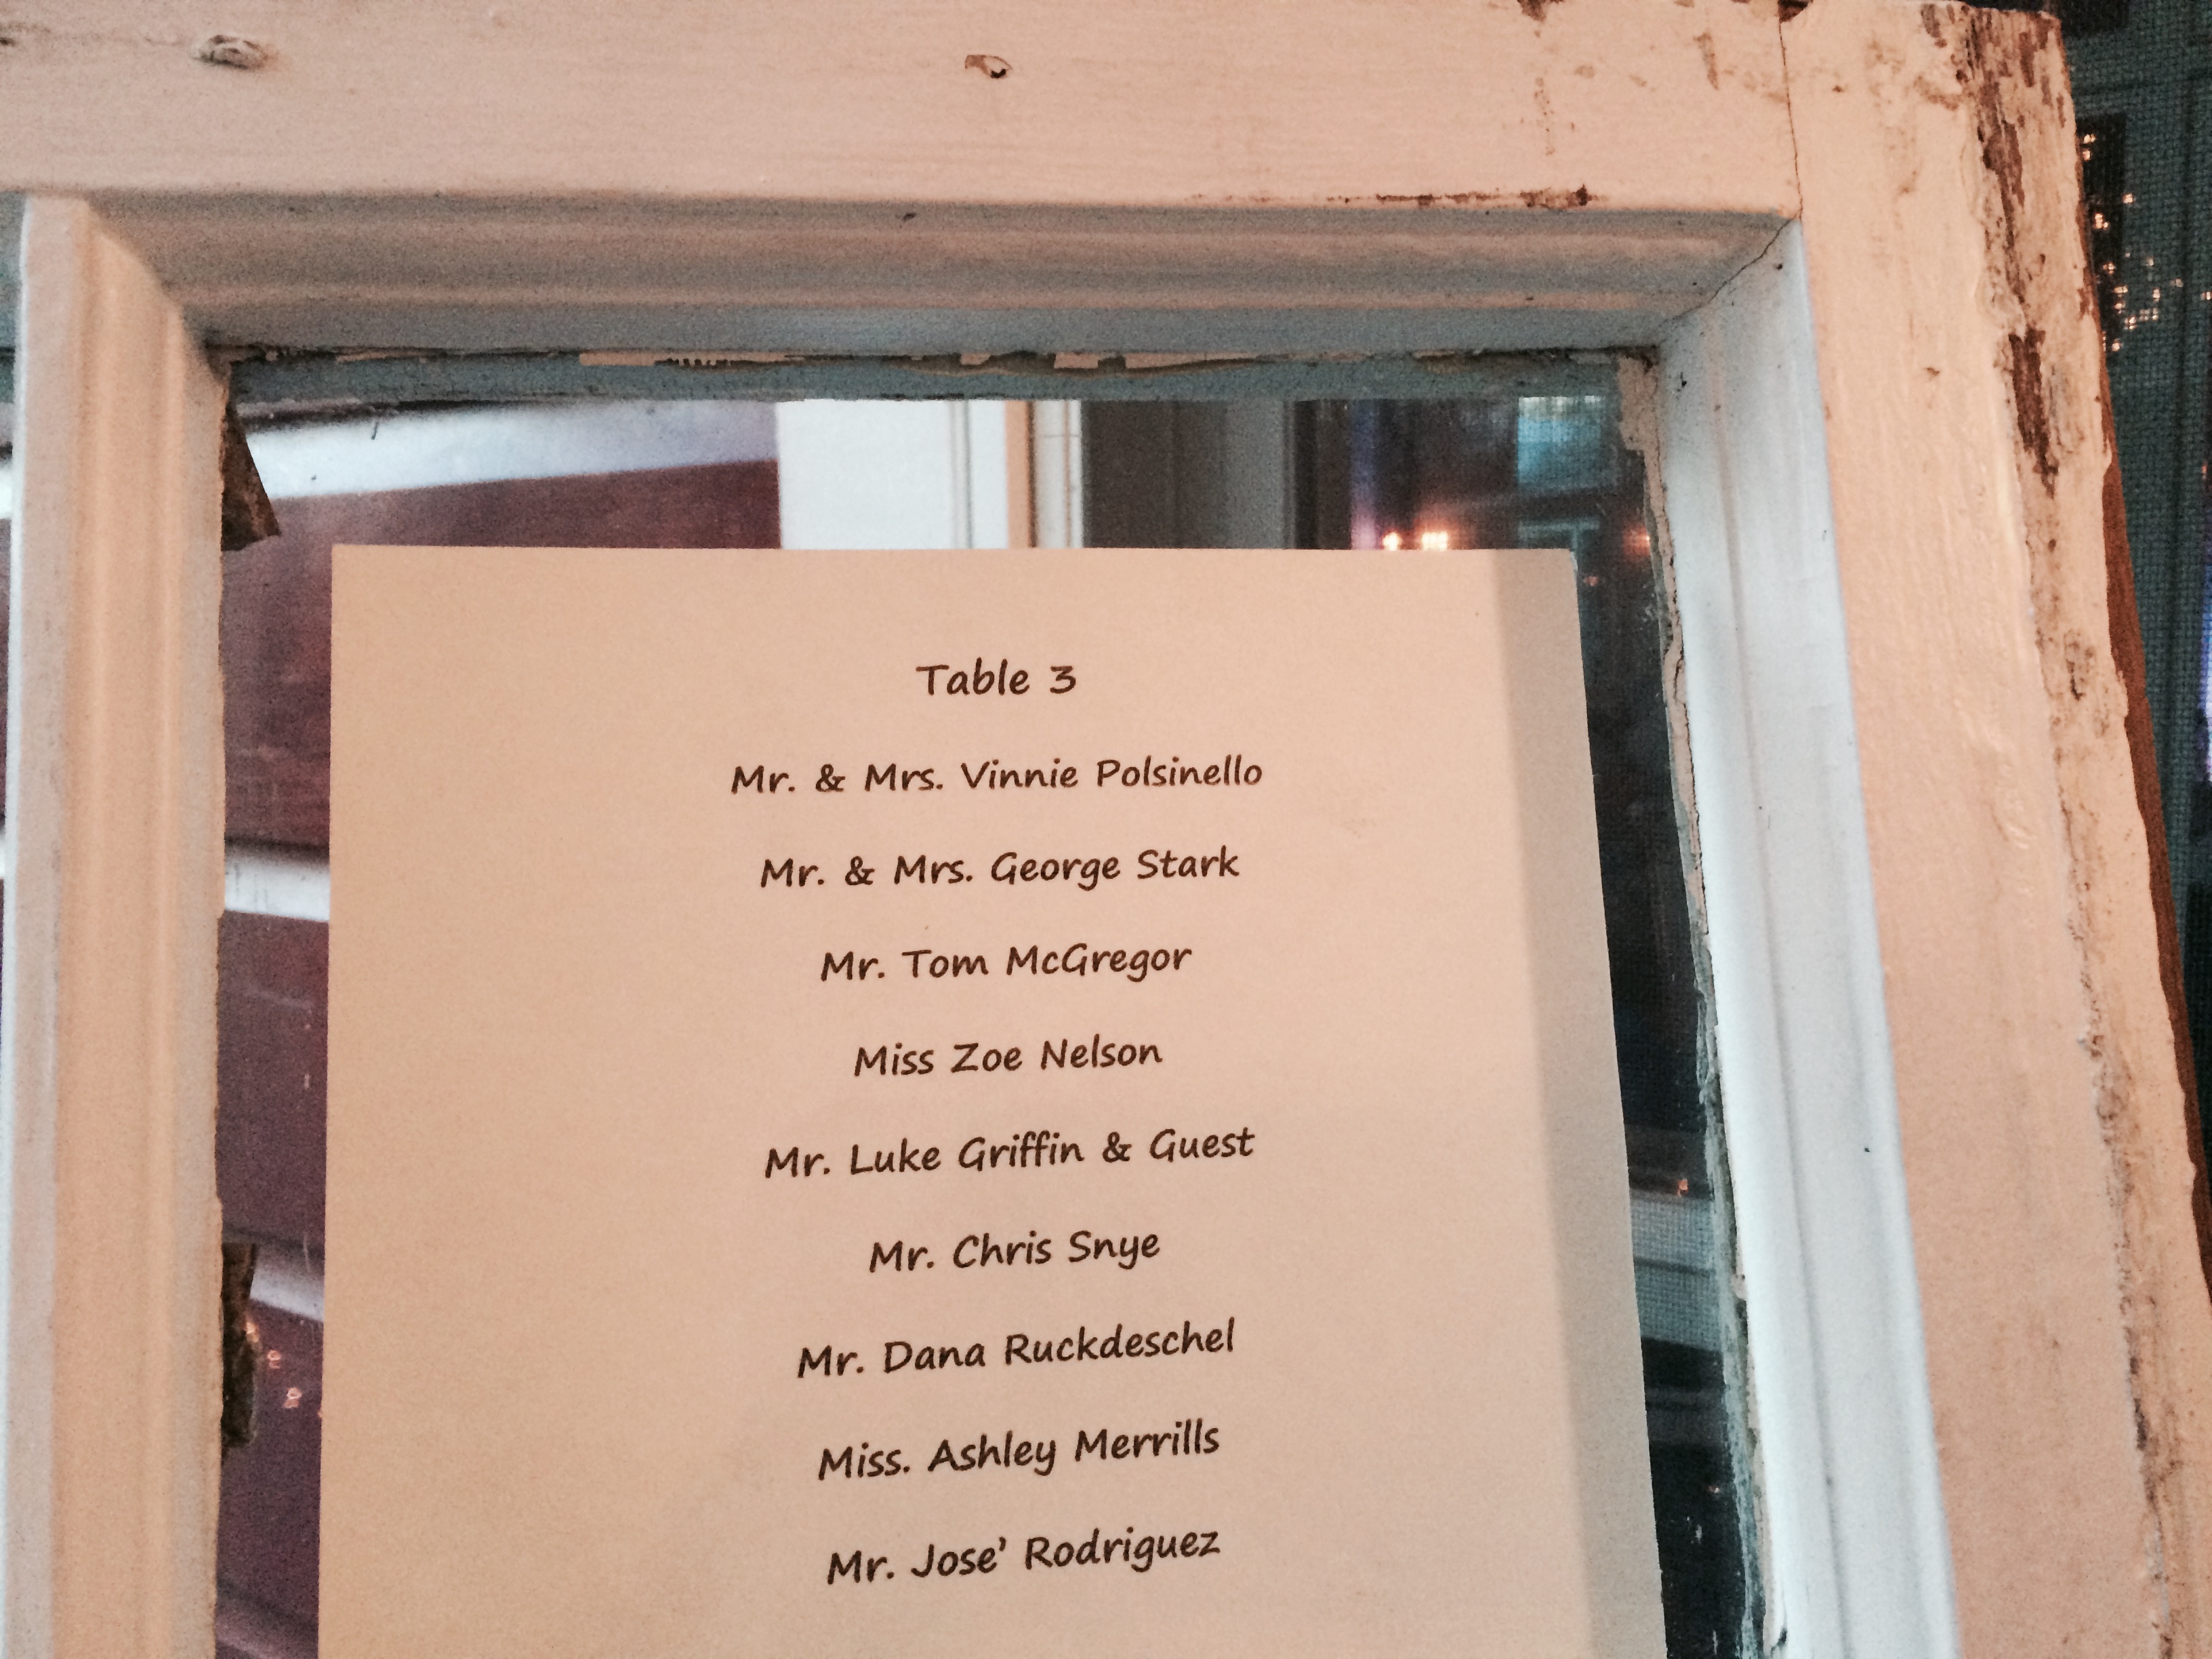 Table 3
Mr. & Mrs. Vinnie Polsinello
Mr. & Mrs. George Stark
Mr. Tom McGregor
Miss Zoe Nelson
Mr. Luke Griffin & Guest
Mr. Chris Snye
Mr. Dana Ruckdeschel
Miss. Ashley Merrills
Mr. Jose' Rodriguez